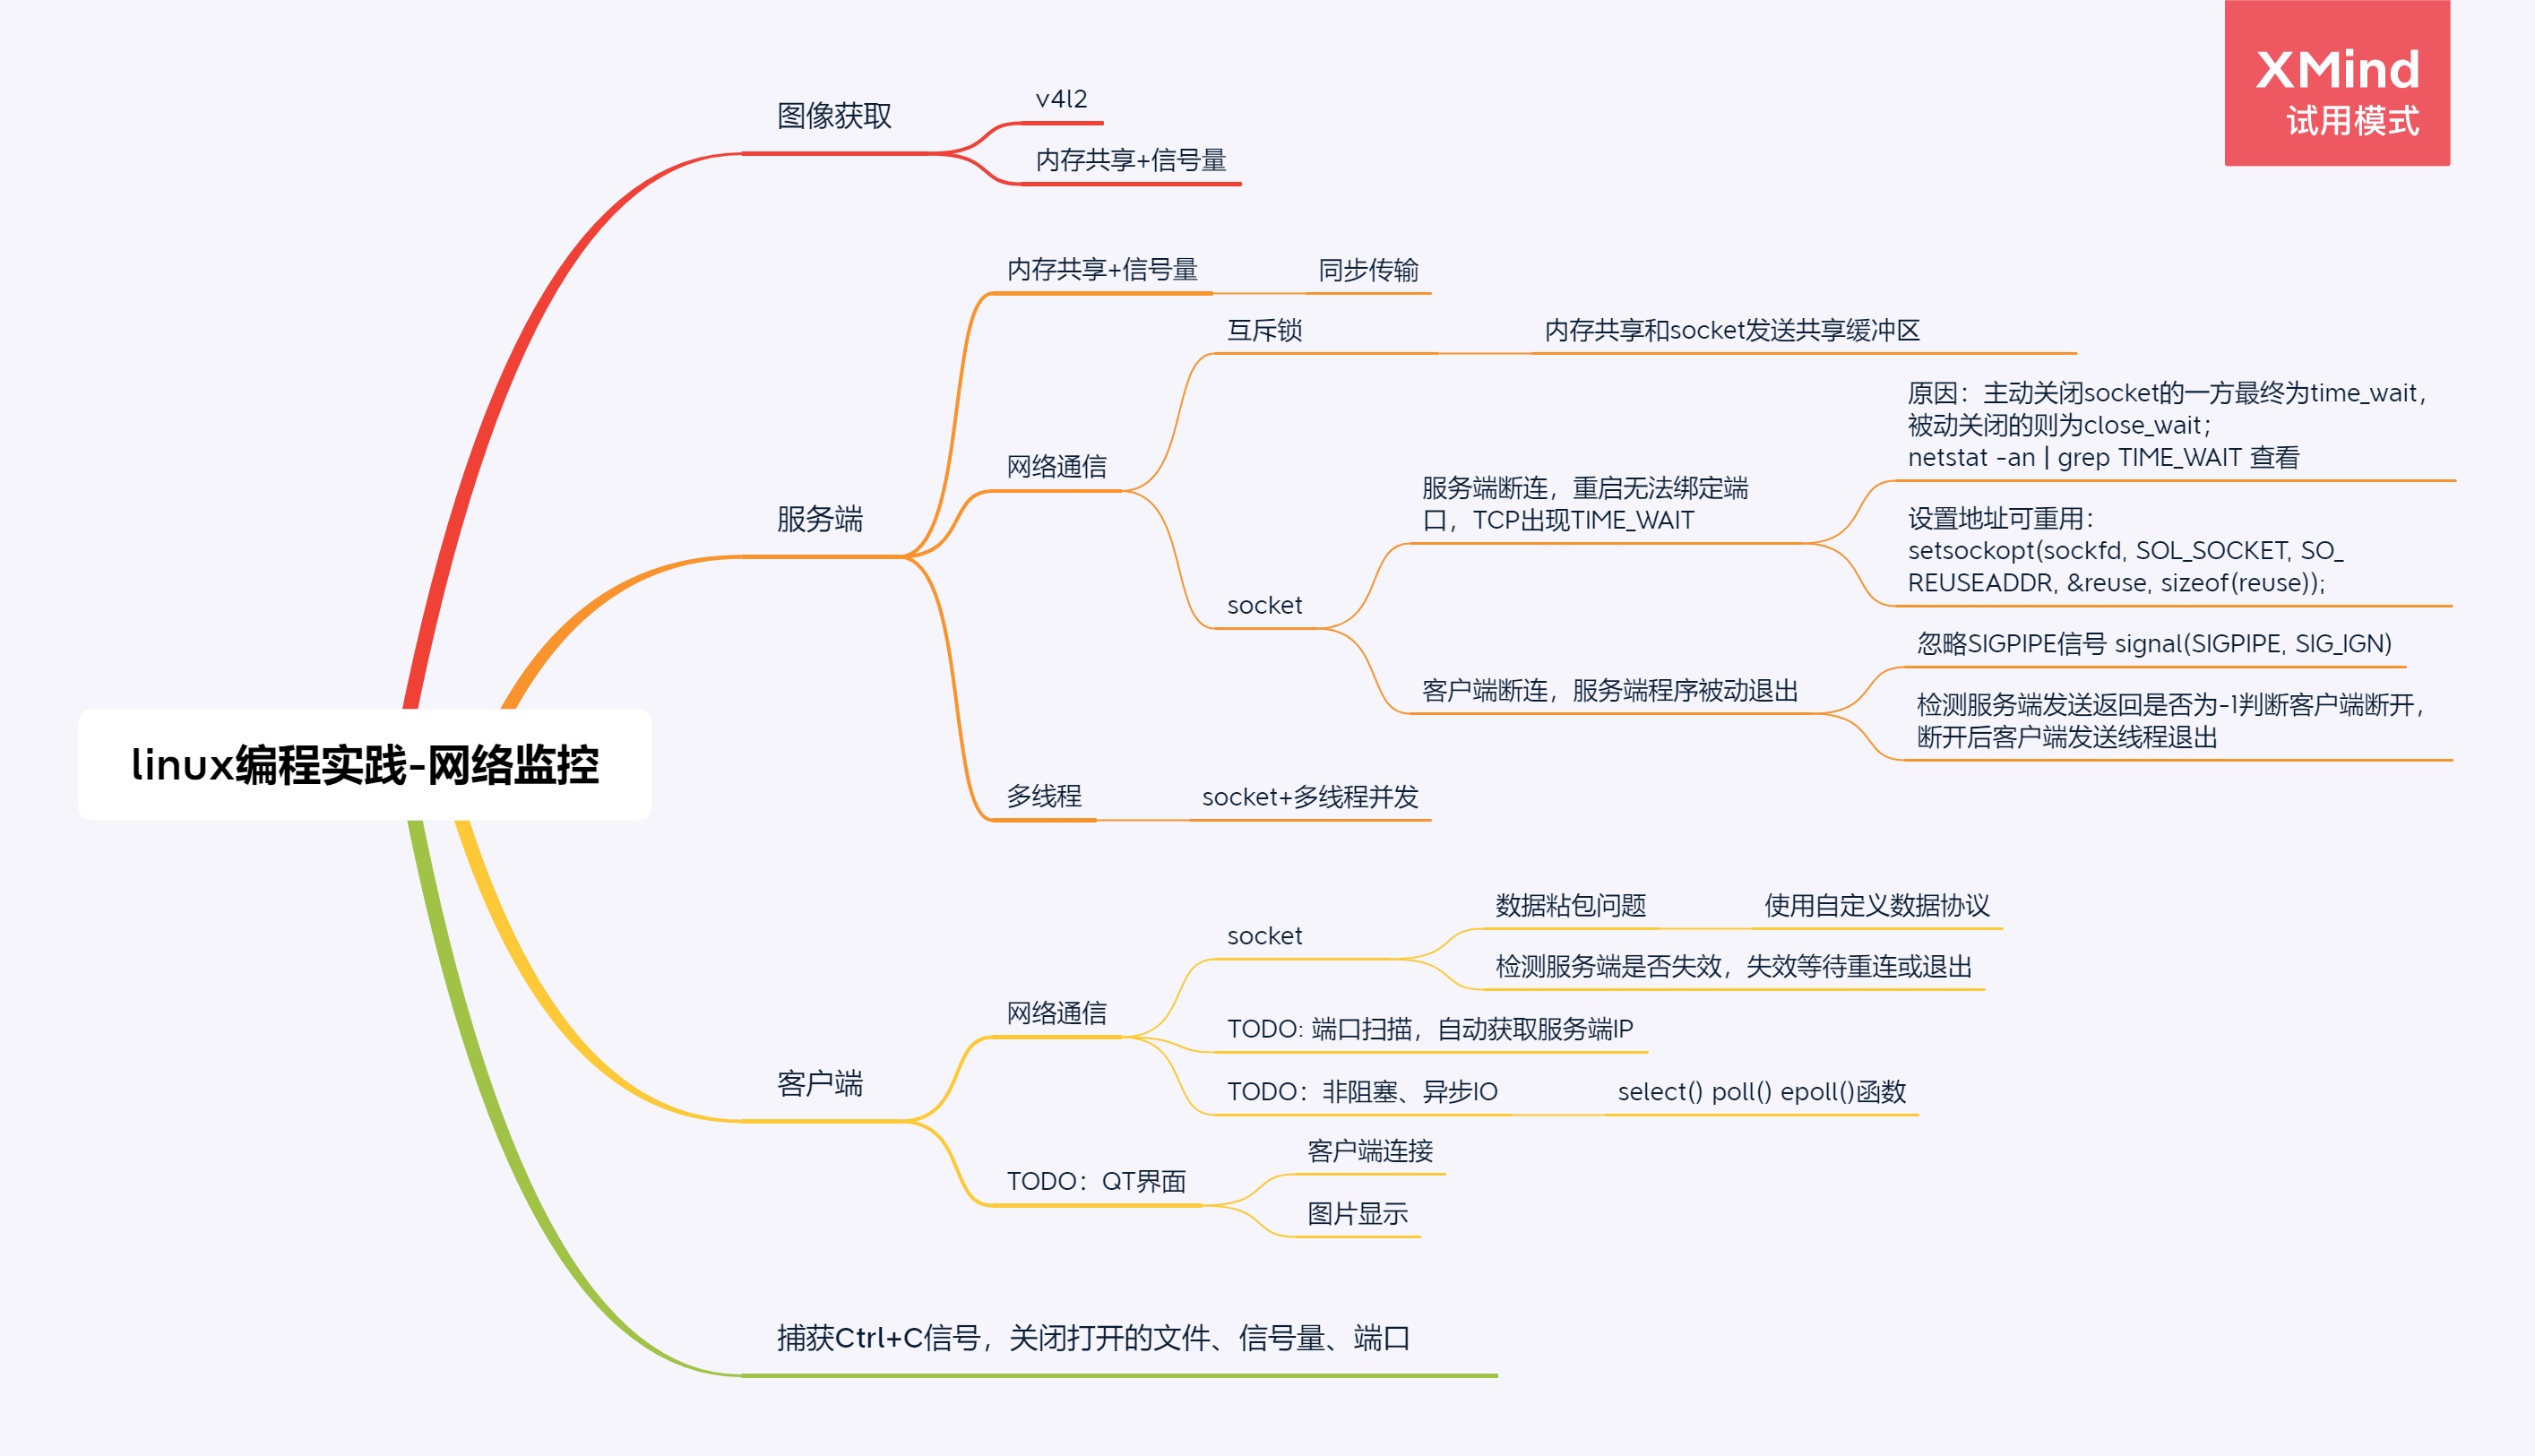 XMind
试用模式
图像获取
v4l2
内存共享+信号量
服务端
内存共享+信号量
同步传输
网络通信
互斥锁
内存共享和socket发送共享缓冲区
socket
服务端断连，重启无法绑定端
口，TCP出现TIME_WAIT
原因：主动关闭socket的一方最终为time_wait，
被动关闭的则为close_wait；
netstat -an | grep TIME_WAIT 查看
设置地址可重用：
setsockopt(sockfd, SOL_SOCKET, SO_
REUSEADDR, &reuse, sizeof(reuse));
客户端断连，服务端程序被动退出
忽略SIGPIPE信号 signal(SIGPIPE, SIG_IGN)
检测服务端发送返回是否为-1判断客户端断开，
断开后客户端发送线程退出
多线程
socket+多线程并发
linux编程实践-网络监控
客户端
网络通信
socket
数据粘包问题
使用自定义数据协议
检测服务端是否失效，失效等待重连或退出
TODO: 端口扫描，自动获取服务端IP
TODO：非阻塞、异步IO
select() poll() epoll()函数
TODO：QT界面
客户端连接
图片显示
捕获Ctrl+C信号，关闭打开的文件、信号量、端口